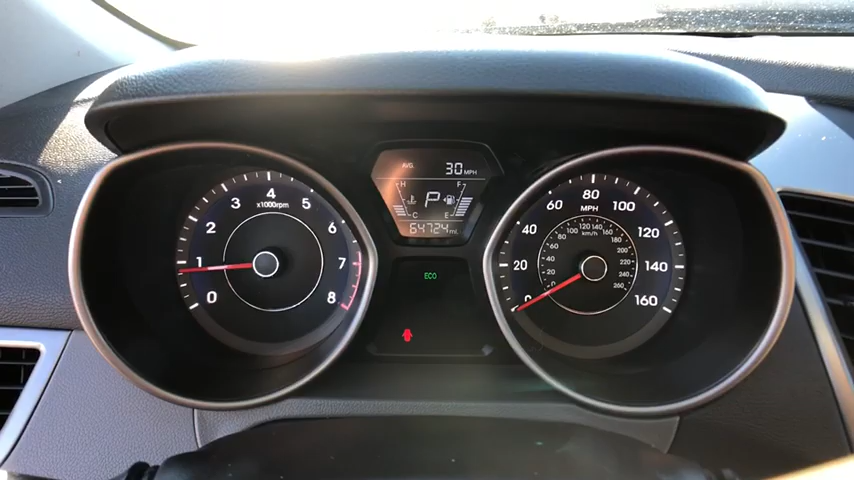 AVG. 30 MPH
H F
P
C E
64724 mi.
ECO
0 1 2 3 4 5 6 7 8
x1000rpm
0 20 40 60 80 100 120 140 160
MPH
0 20 40 60 80 100 120 140 160 180 200 220 240 260
km/h